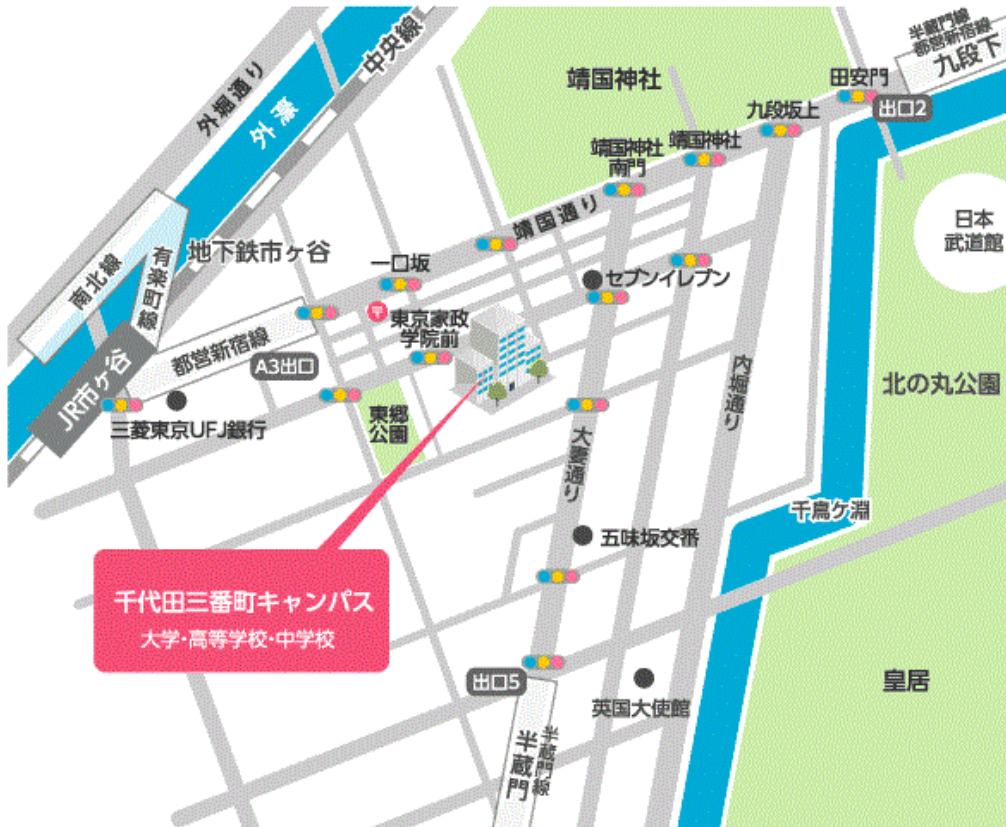 半蔵門線
都営新宿線
九段下
出口2
田安門
九段坂上
靖国神社
靖国神社
靖国神社
南門
靖国通り
外堀通り
外濠
中央線
南北線
有楽町線
地下鉄市ヶ谷
JR市ヶ谷
都営新宿線
A3出口
一口坂
東京家政
学院前
セブンイレブン
日本
武道館
北の丸公園
三菱東京UFJ銀行
東郷
公園
内堀通り
大妻通り
千鳥ケ淵
五味坂交番
千代田三番町キャンパス
大学・高等学校・中学校
出口5
英国大使館
皇居
半蔵門
半蔵門線